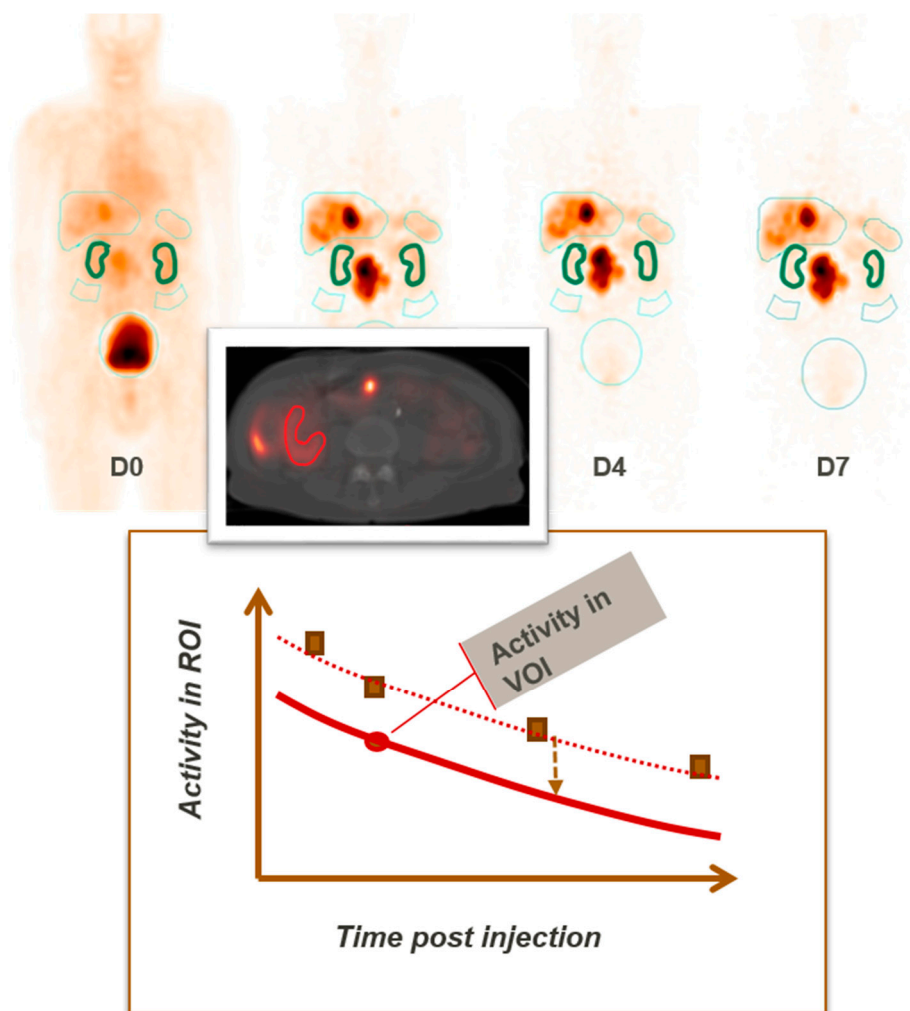 D0
D4
D7
Activity in ROI
Activity in
VOI
Time post injection